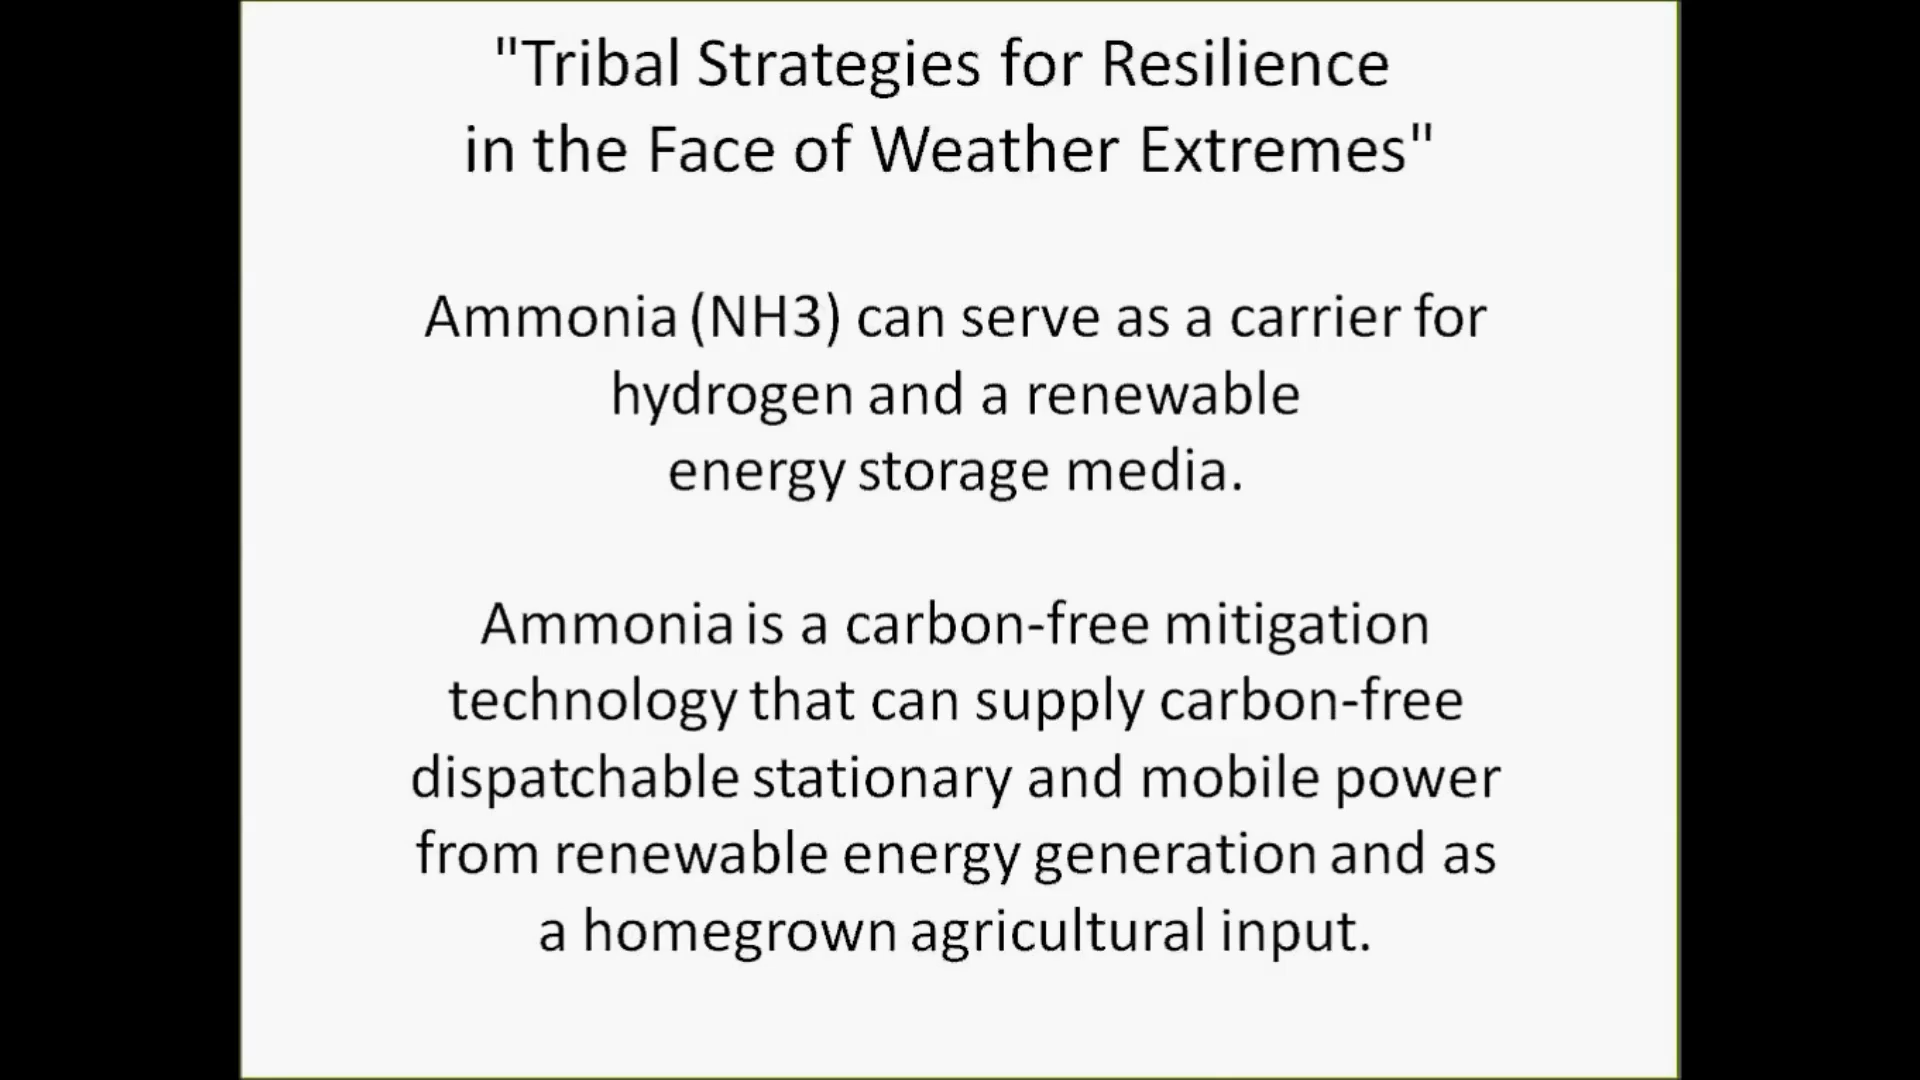 "Tribal Strategies for Resilience
in the Face of Weather Extremes"
Ammonia (NH3) can serve as a carrier for
hydrogen and a renewable
energy storage media.
Ammonia is a carbon-free mitigation
technology that can supply carbon-free
dispatchable stationary and mobile power
from renewable energy generation and as
a homegrown agricultural input.